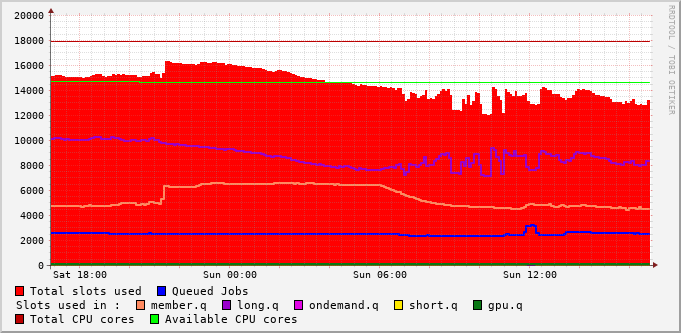 RRDTOOL / TOBI OETIKER
20000
18000
16000
14000
12000
10000
8000
6000
4000
2000
0
Sat 18:00 Sun 00:00 Sun 06:00 Sun 12:00
Total slots used Queued Jobs
Slots used in : member.q long.q ondemand.q short.q gpu.q
Total CPU cores Available CPU cores